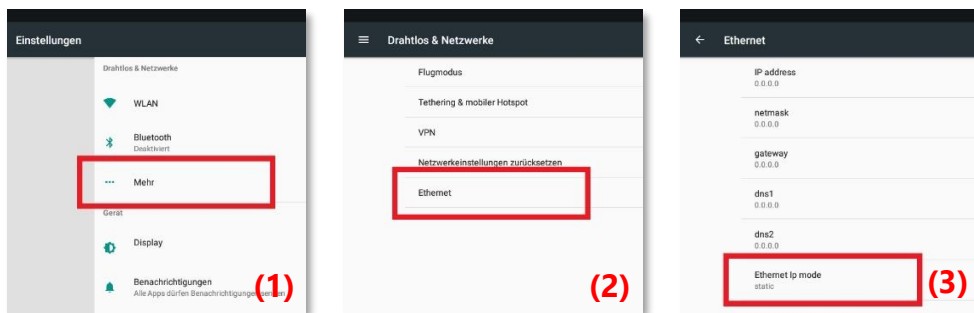 Einstellungen
Drahtlos & Netzwerke
WLAN
Bluetooth
Deaktiviert
Mehr
Gerät
Display
Benachrichtigungen
Alle Apps dürfen Benachrichtigungen senden
(1)
Drahtlos & Netzwerke
Flugmodus
Tethering & mobiler Hotspot
VPN
Netzwerkeinstellungen zurücksetzen
Ethernet
(2)
Ethernet
IP address
0.0.0.0
netmask
0.0.0.0
gateway
0.0.0.0
dns1
0.0.0.0
dns2
0.0.0.0
Ethernet Ip mode
static
(3)